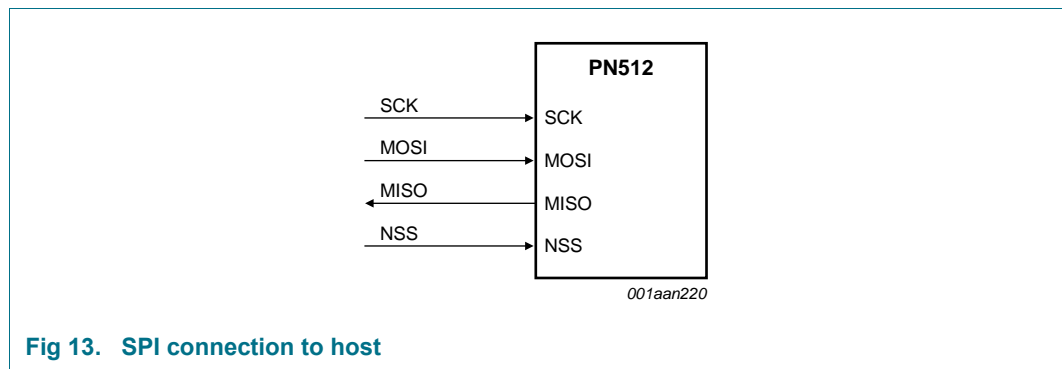 PN512
SCK SCK
MOSI MOSI
MISO MISO
NSS NSS
001aan220
Fig 13. SPI connection to host